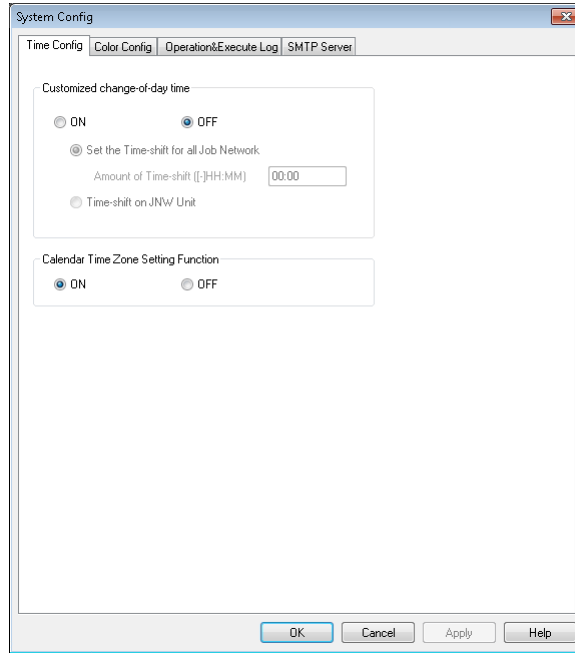 System Config
Time Config Color Config Operation&Execute Log SMTP Server
Customized change-of-day time
ON OFF
Set the Time-shift for all Job Network
Amount of Time-shift ([-]HH:MM) 00:00
Time-shift on JNW Unit
Calendar Time Zone Setting Function
ON OFF
OK Cancel Apply Help